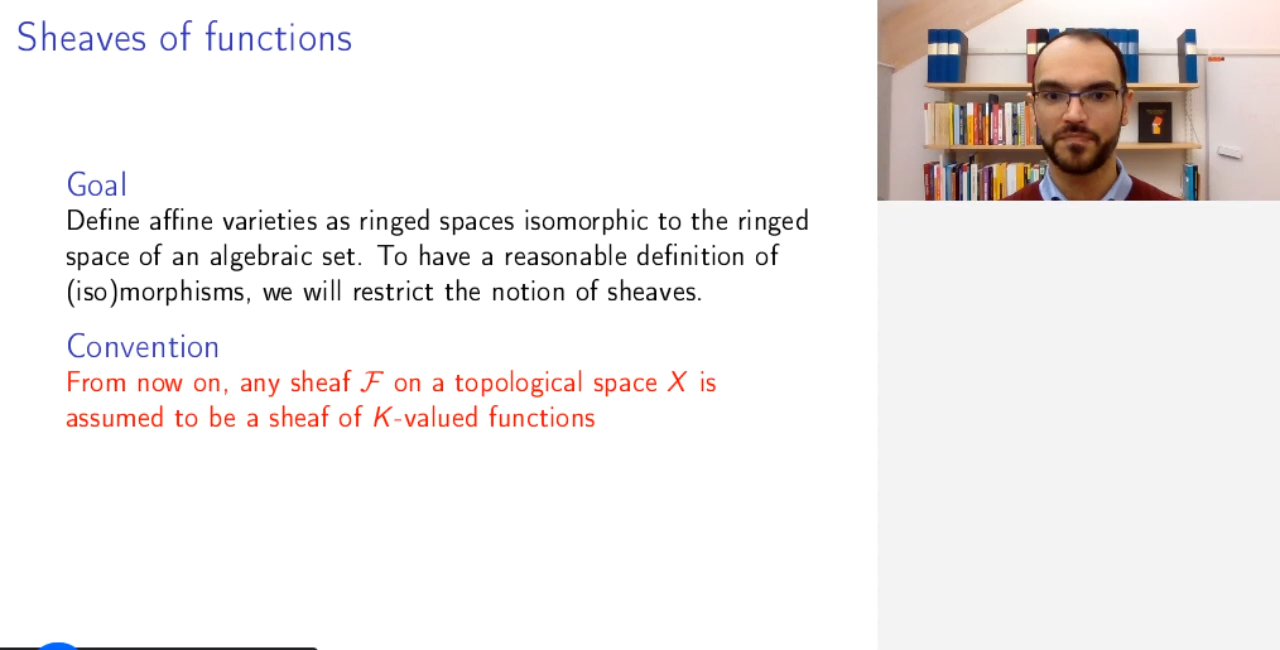 Sheaves of functions
Goal
Define affine varieties as ringed spaces isomorphic to the ringed
space of an algebraic set. To have a reasonable definition of
(iso)morphisms, we will restrict the notion of sheaves.
Convention
From now on, any sheaf ℱ on a topological space X is
assumed to be a sheaf of K-valued functions